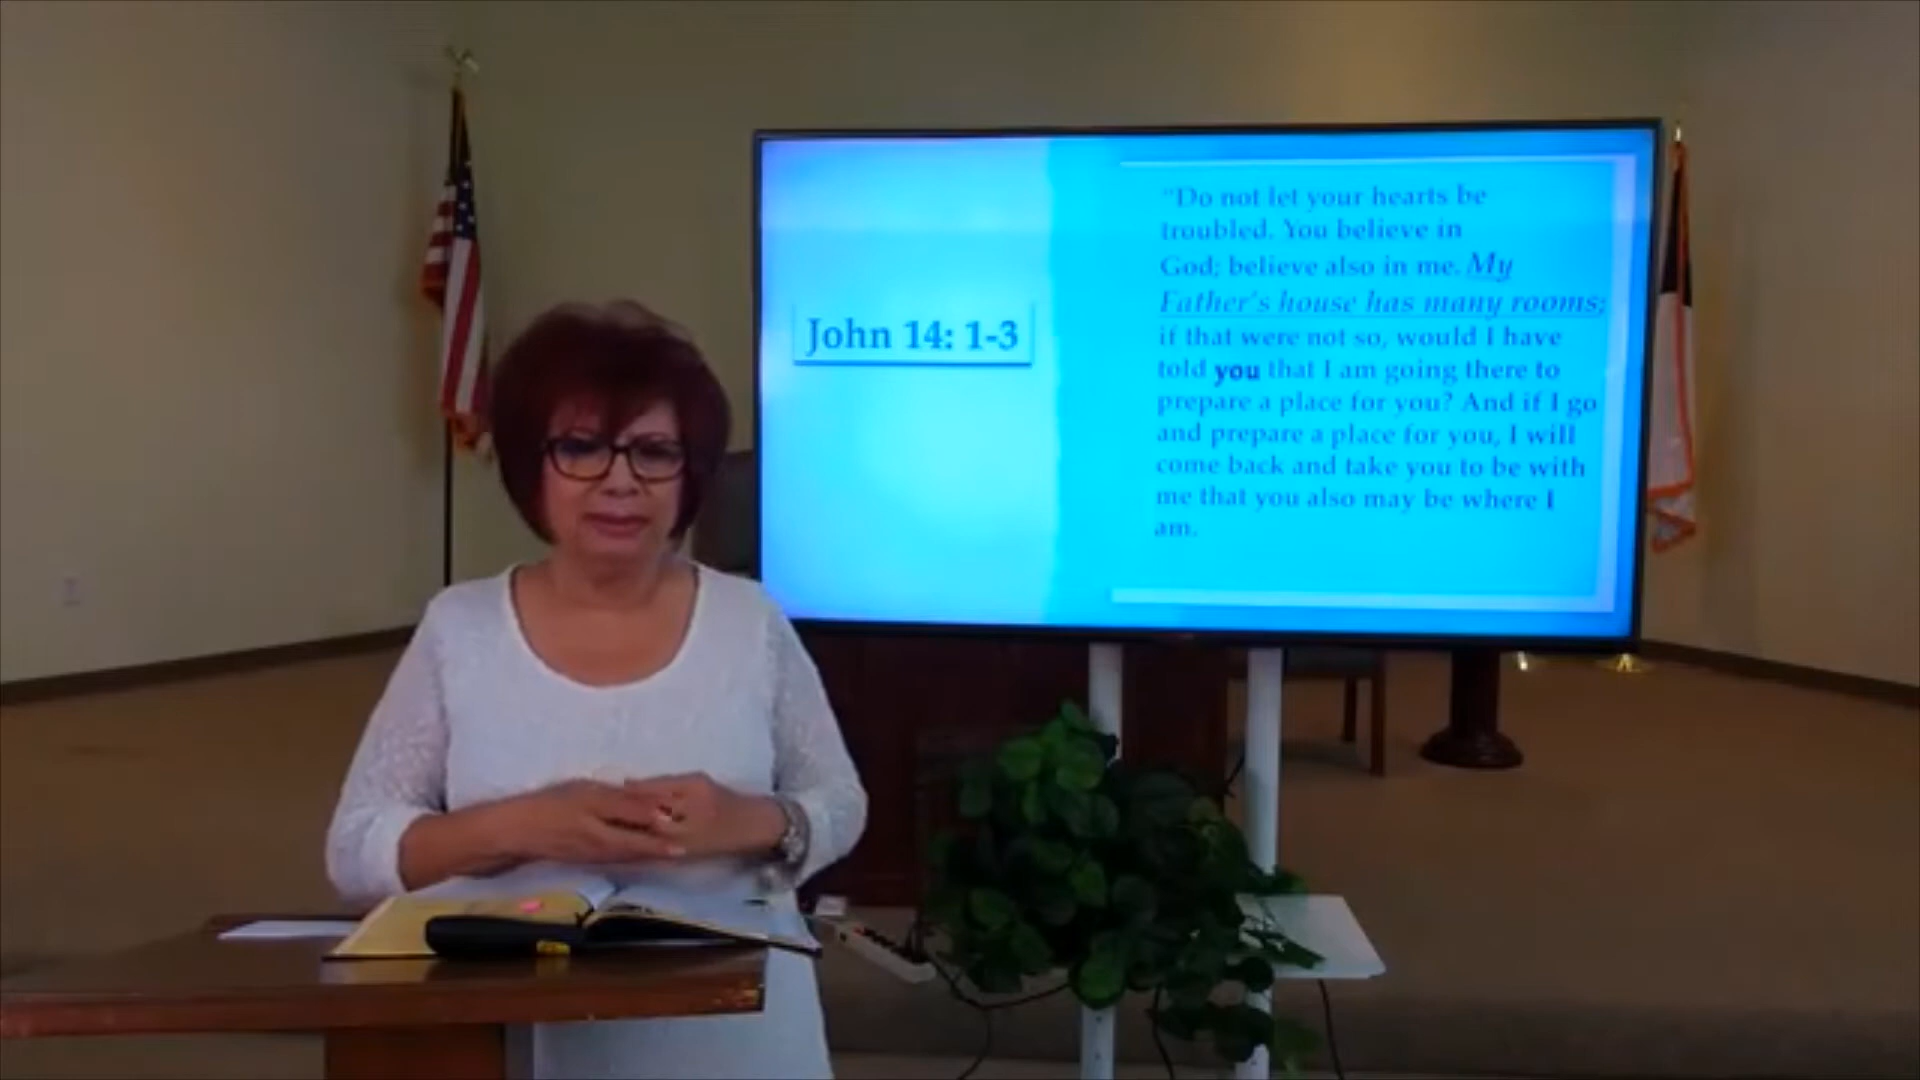 John 14: 1-3
"Do not let your hearts be
troubled. You believe in
God; believe also in me. My
Father's house has many rooms;
if that were not so, would I have
told you that I am going there to
prepare a place for you? And if I go
and prepare a place for you, I will
come back and take you to be with
me that you also may be where I
am.